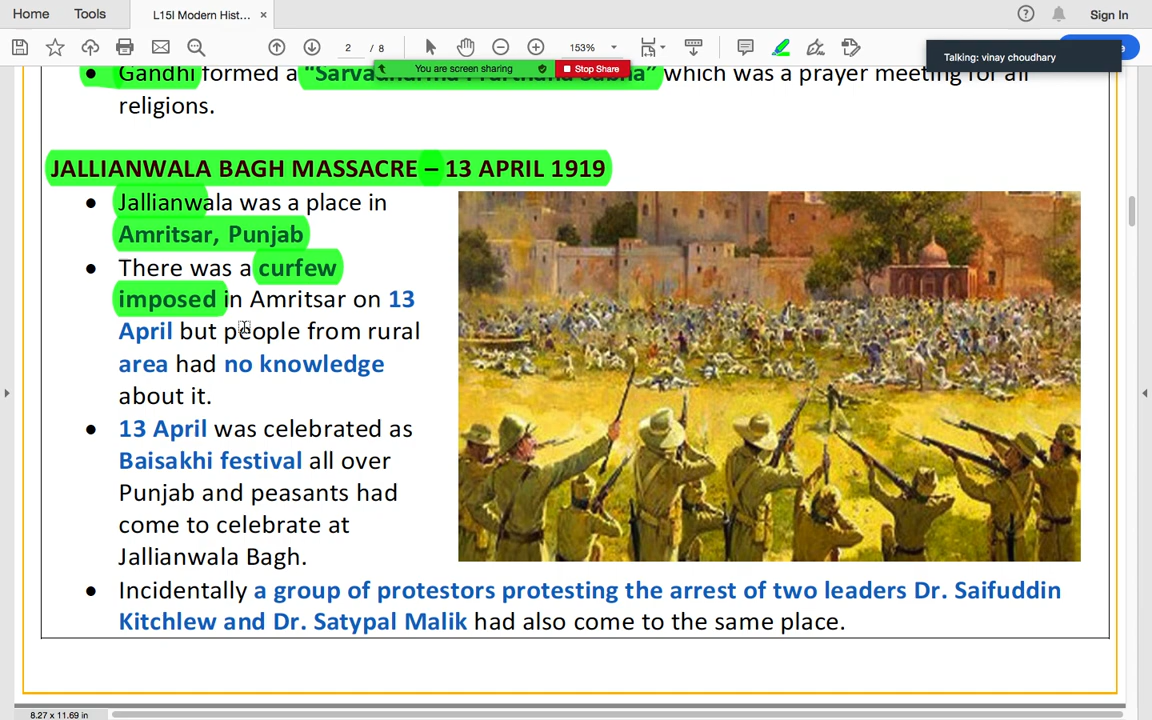 Home Tools L15I Modern Hist... × Sign In
2 / 8 153%
You are screen sharing Stop Share
Talking: vinay choudhary
Gandhi formed a which was a prayer meeting for all
religions.
JALLIANWALA BAGH MASSACRE – 13 APRIL 1919
Jallianwala was a place in
Amritsar, Punjab
There was a curfew
imposed in Amritsar on 13
April but people from rural
area had no knowledge
about it.
13 April was celebrated as
Baisakhi festival all over
Punjab and peasants had
come to celebrate at
Jallianwala Bagh.
Incidentally a group of protestors protesting the arrest of two leaders Dr. Saifuddin
Kitchlew and Dr. Satypal Malik had also come to the same place.
8.27 x 11.69 in